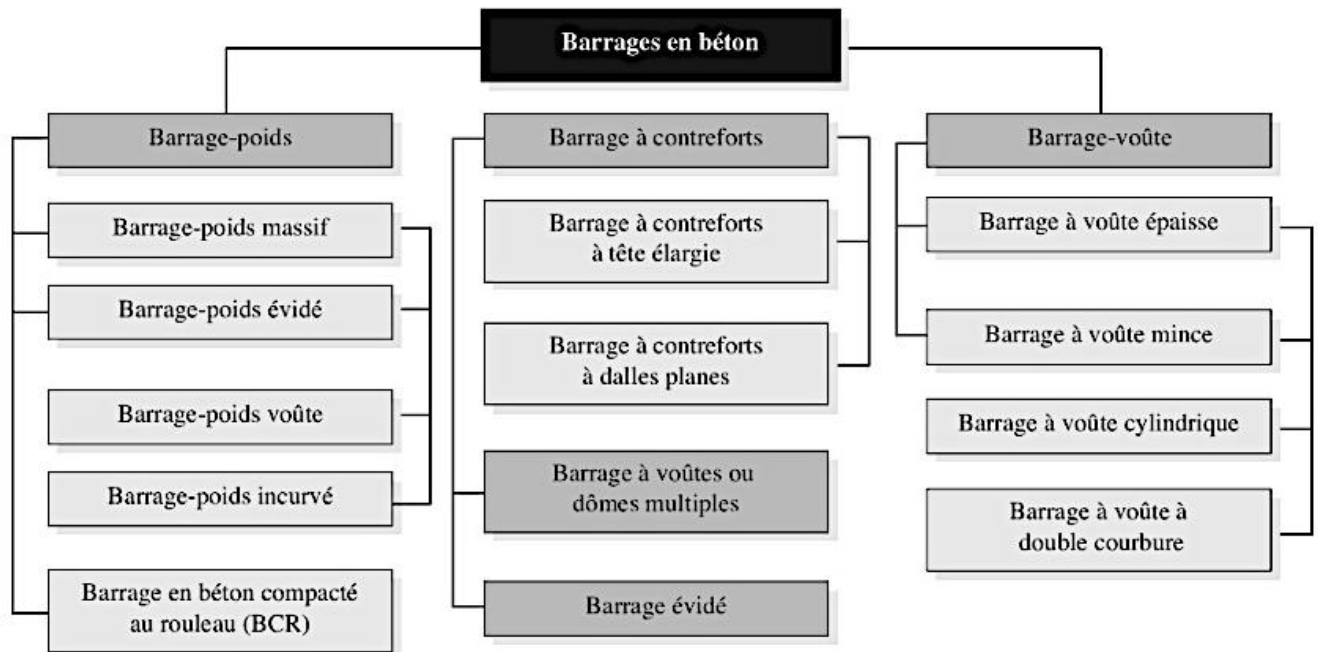 Barrages en béton
Barrage-poids
Barrage-poids massif
Barrage-poids évidé
Barrage-poids voûte
Barrage-poids incurvé
Barrage en béton compacté
au rouleau (BCR)
Barrage à contreforts
Barrage à contreforts
à tête élargie
Barrage à contreforts
à dalles planes
Barrage à voûtes ou
dômes multiples
Barrage évidé
Barrage-voûte
Barrage à voûte épaisse
Barrage à voûte mince
Barrage à voûte cylindrique
Barrage à voûte à
double courbure